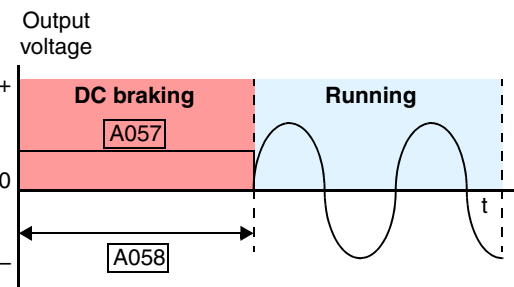 Output
voltage
+
DC braking
Running
A057
0
t
A058
–